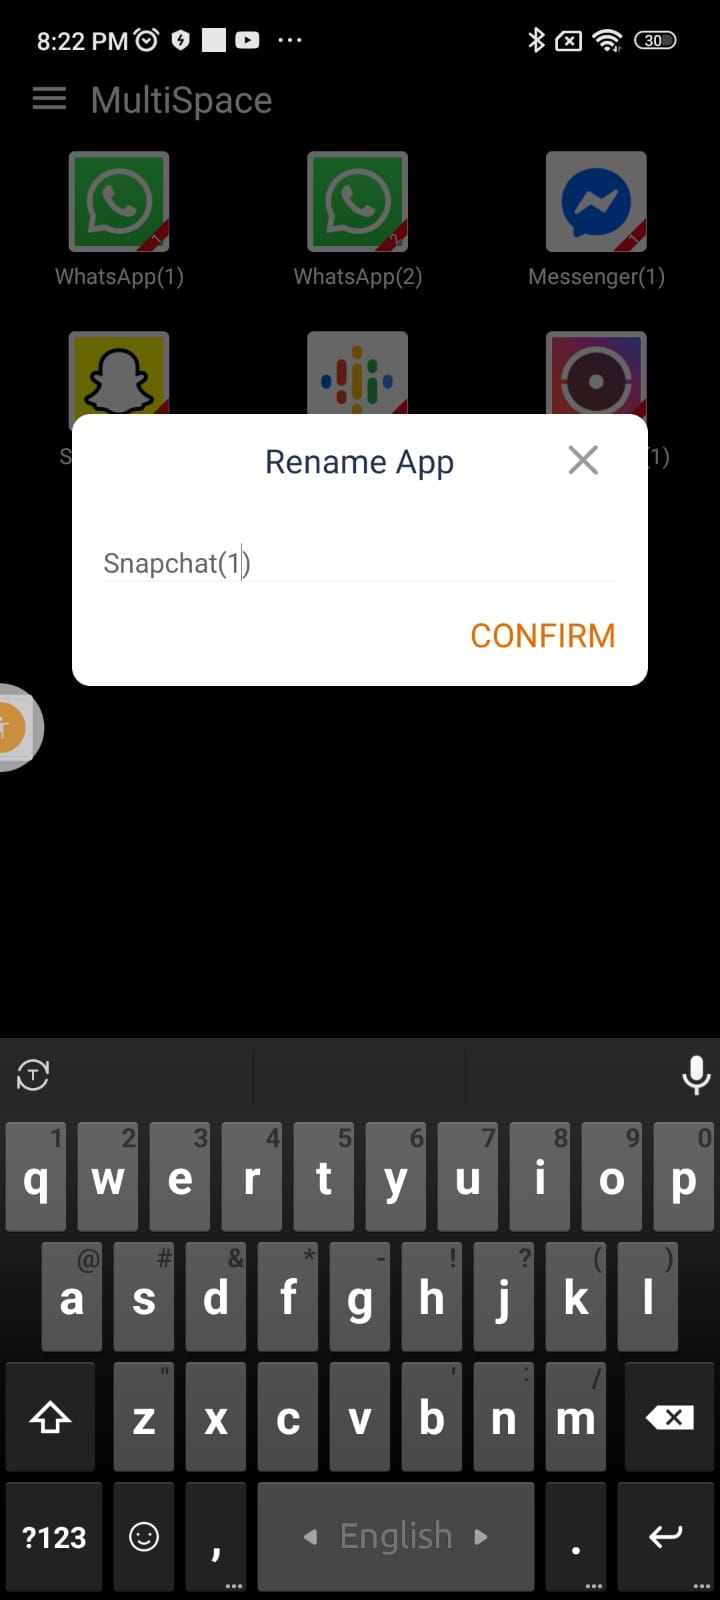 8:22 PM
30
MultiSpace
WhatsApp(1)
WhatsApp(2)
Messenger(1)
S
1)
Rename App
Snapchat(1)
CONFIRM
T
1 2 3 4 5 6 7 8 9 0
q w e r t y u i o p
@ # & * - ! ? ( )
a s d f g h j k l
" ' : /
z x c v b n m
?123 , English .